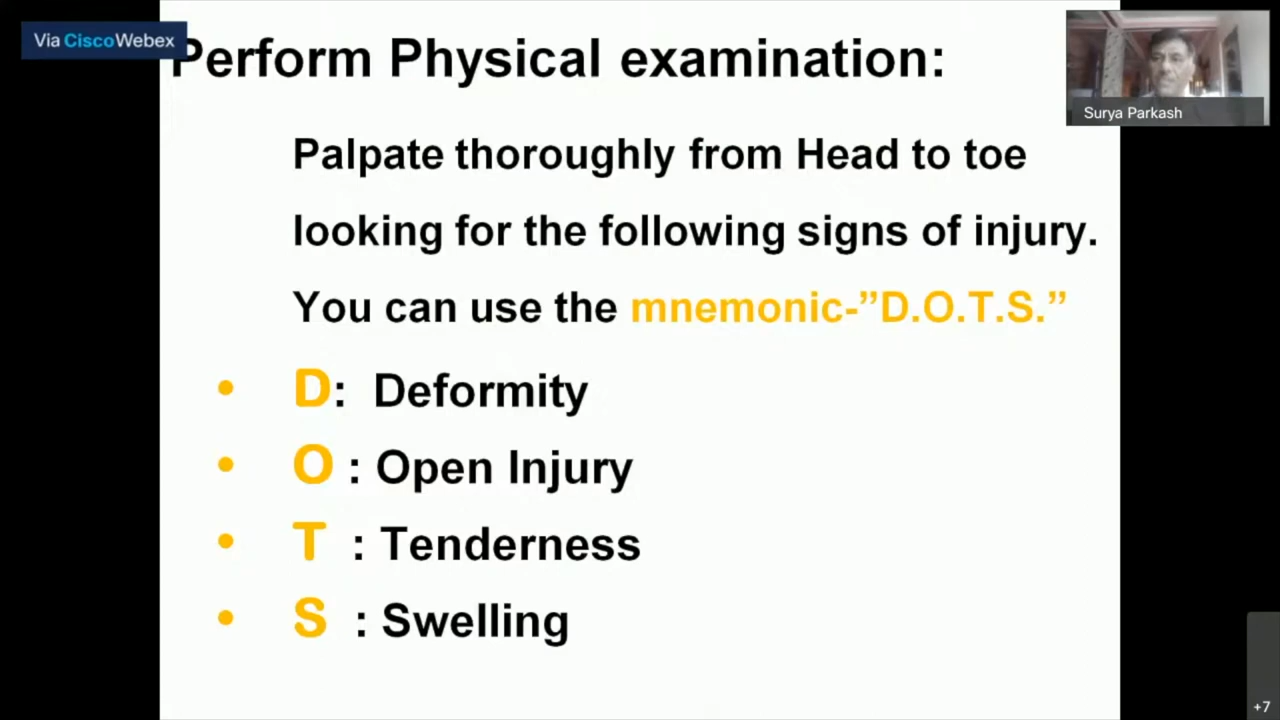 Via CiscoWebex
Perform Physical examination:
Surya Parkash
Palpate thoroughly from Head to toe
looking for the following signs of injury.
You can use the mnemonic-”D.O.T.S.”
• D: Deformity
• O : Open Injury
• T : Tenderness
• S : Swelling
+7